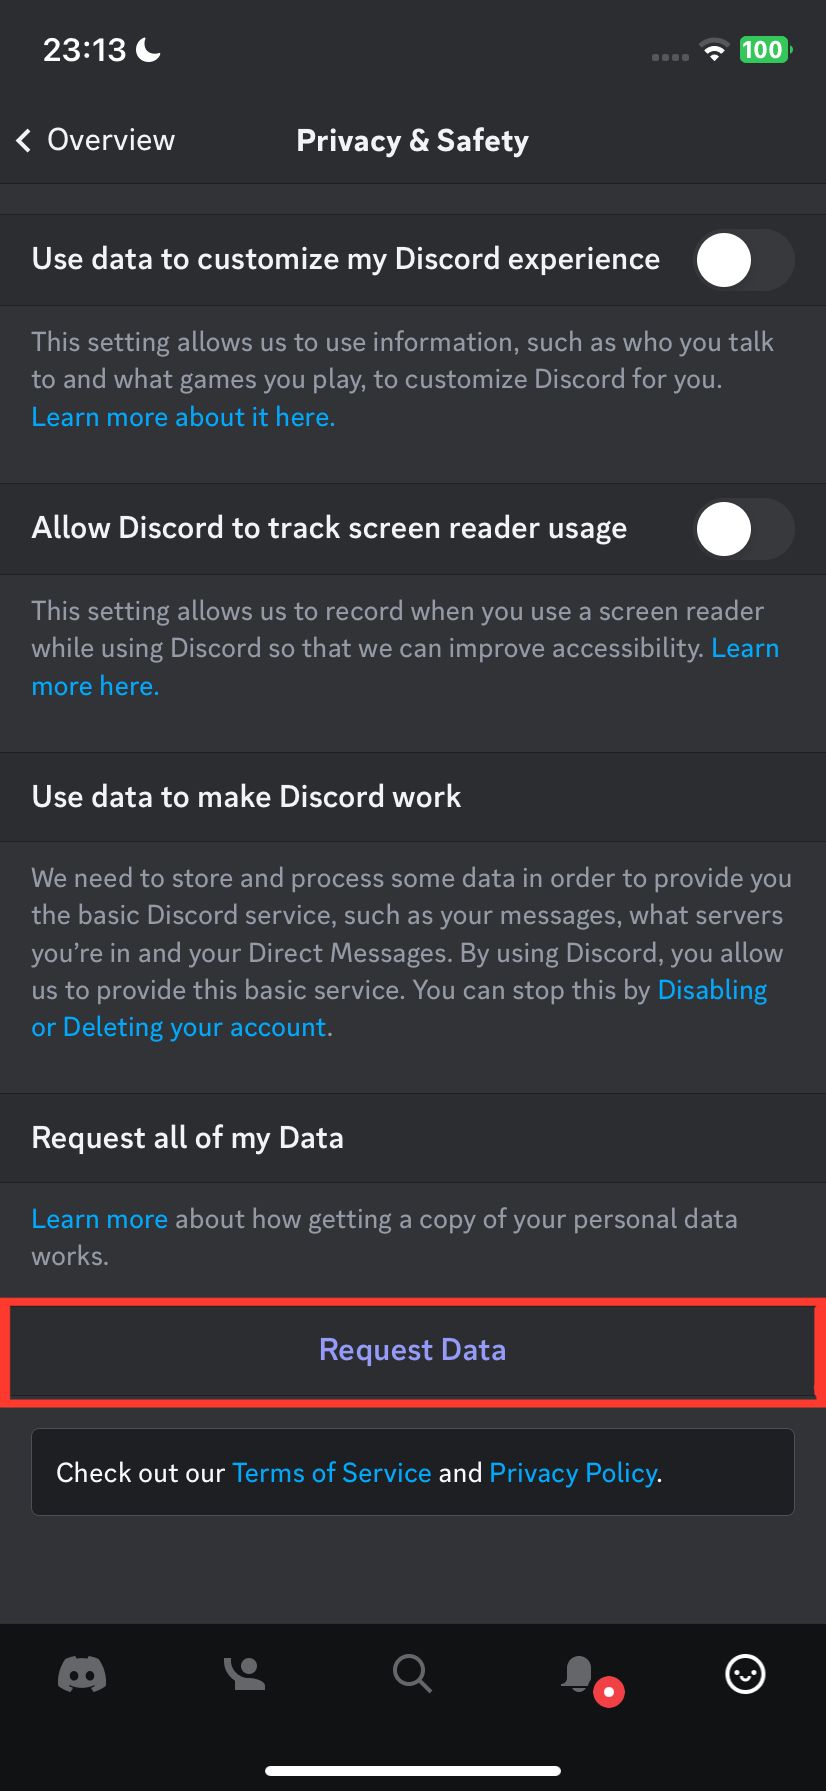 23:13
100
Overview
Privacy & Safety
Use data to customize my Discord experience
This setting allows us to use information, such as who you talk
to and what games you play, to customize Discord for you.
Learn more about it here.
Allow Discord to track screen reader usage
This setting allows us to record when you use a screen reader
while using Discord so that we can improve accessibility. Learn
more here.
Use data to make Discord work
We need to store and process some data in order to provide you
the basic Discord service, such as your messages, what servers
you’re in and your Direct Messages. By using Discord, you allow
us to provide this basic service. You can stop this by Disabling
or Deleting your account.
Request all of my Data
Learn more about how getting a copy of your personal data
works.
Request Data
Check out our Terms of Service and Privacy Policy.